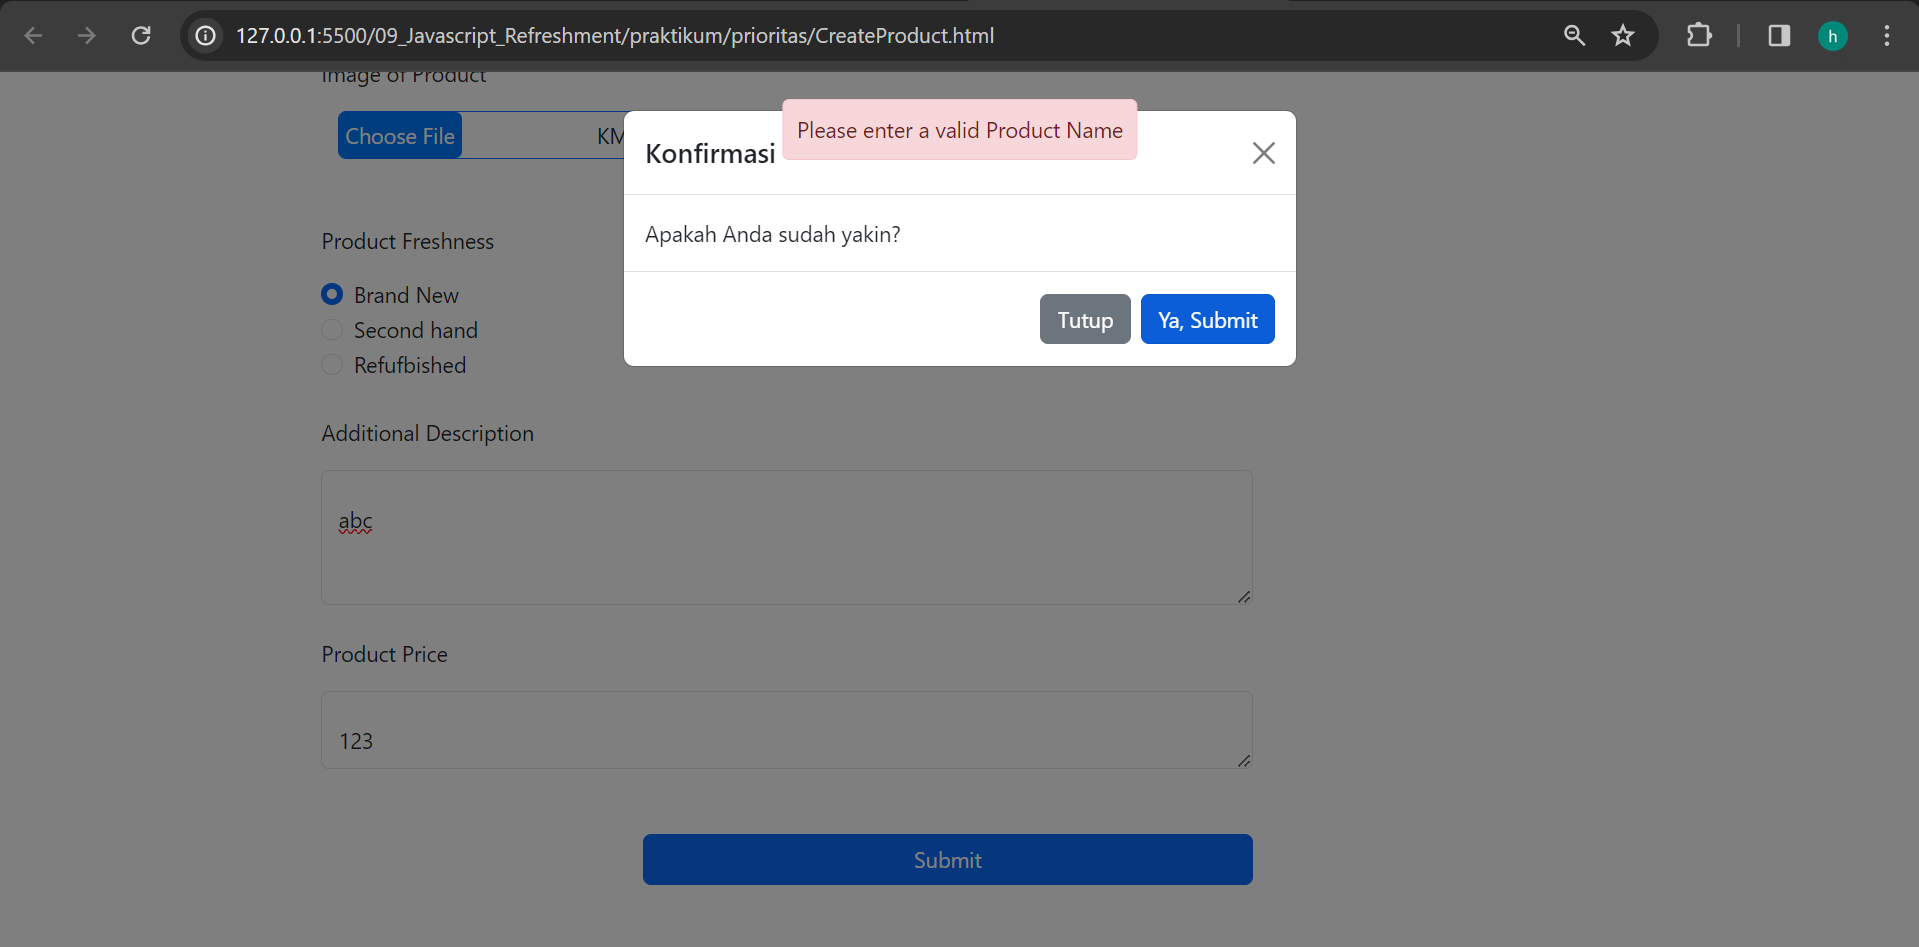 127.0.0.1:5500/09_Javascript_Refreshment/praktikum/prioritas/CreateProduct.html
h
Image of Product
Choose File
KM
Please enter a valid Product Name
Konfirmasi
Apakah Anda sudah yakin?
Tutup
Ya, Submit
Product Freshness
Brand New
Second hand
Refufbished
Additional Description
abc
Product Price
123
Submit